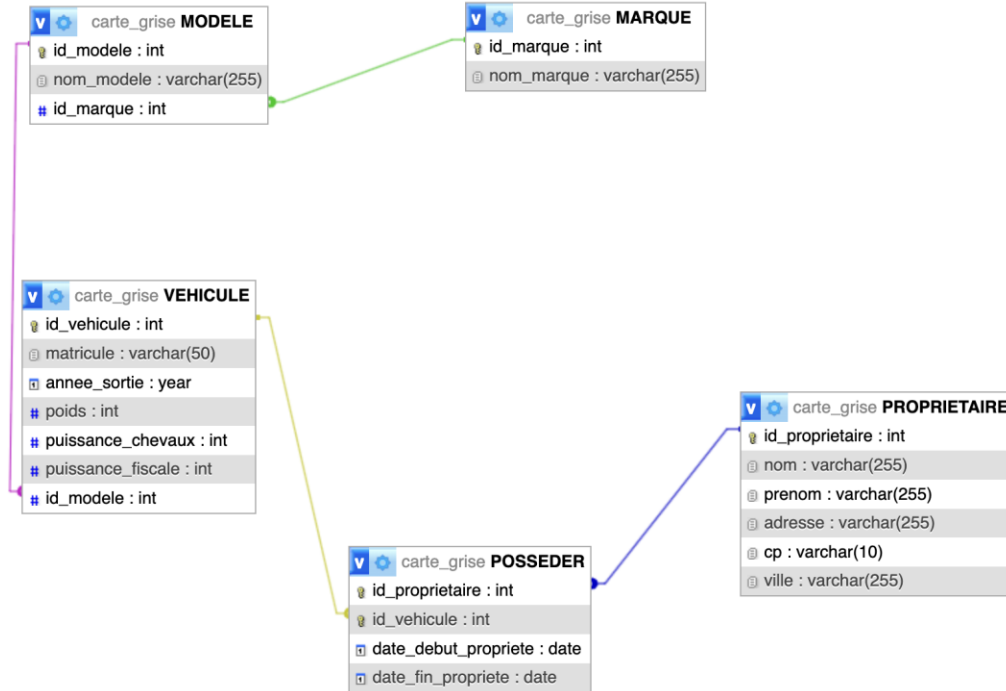 carte_grise MODELE
id_modele : int
nom_modele : varchar(255)
# id_marque : int
carte_grise MARQUE
id_marque : int
nom_marque : varchar(255)
carte_grise VEHICULE
id_vehicule : int
matricule : varchar(50)
annee_sortie : year
# poids : int
# puissance_chevaux : int
# puissance_fiscale : int
# id_modele : int
carte_grise POSSEDER
id_proprietaire : int
id_vehicule : int
date_debut_propriete : date
date_fin_propriete : date
carte_grise PROPRIETAIRE
id_proprietaire : int
nom : varchar(255)
prenom : varchar(255)
adresse : varchar(255)
cp : varchar(10)
ville : varchar(255)